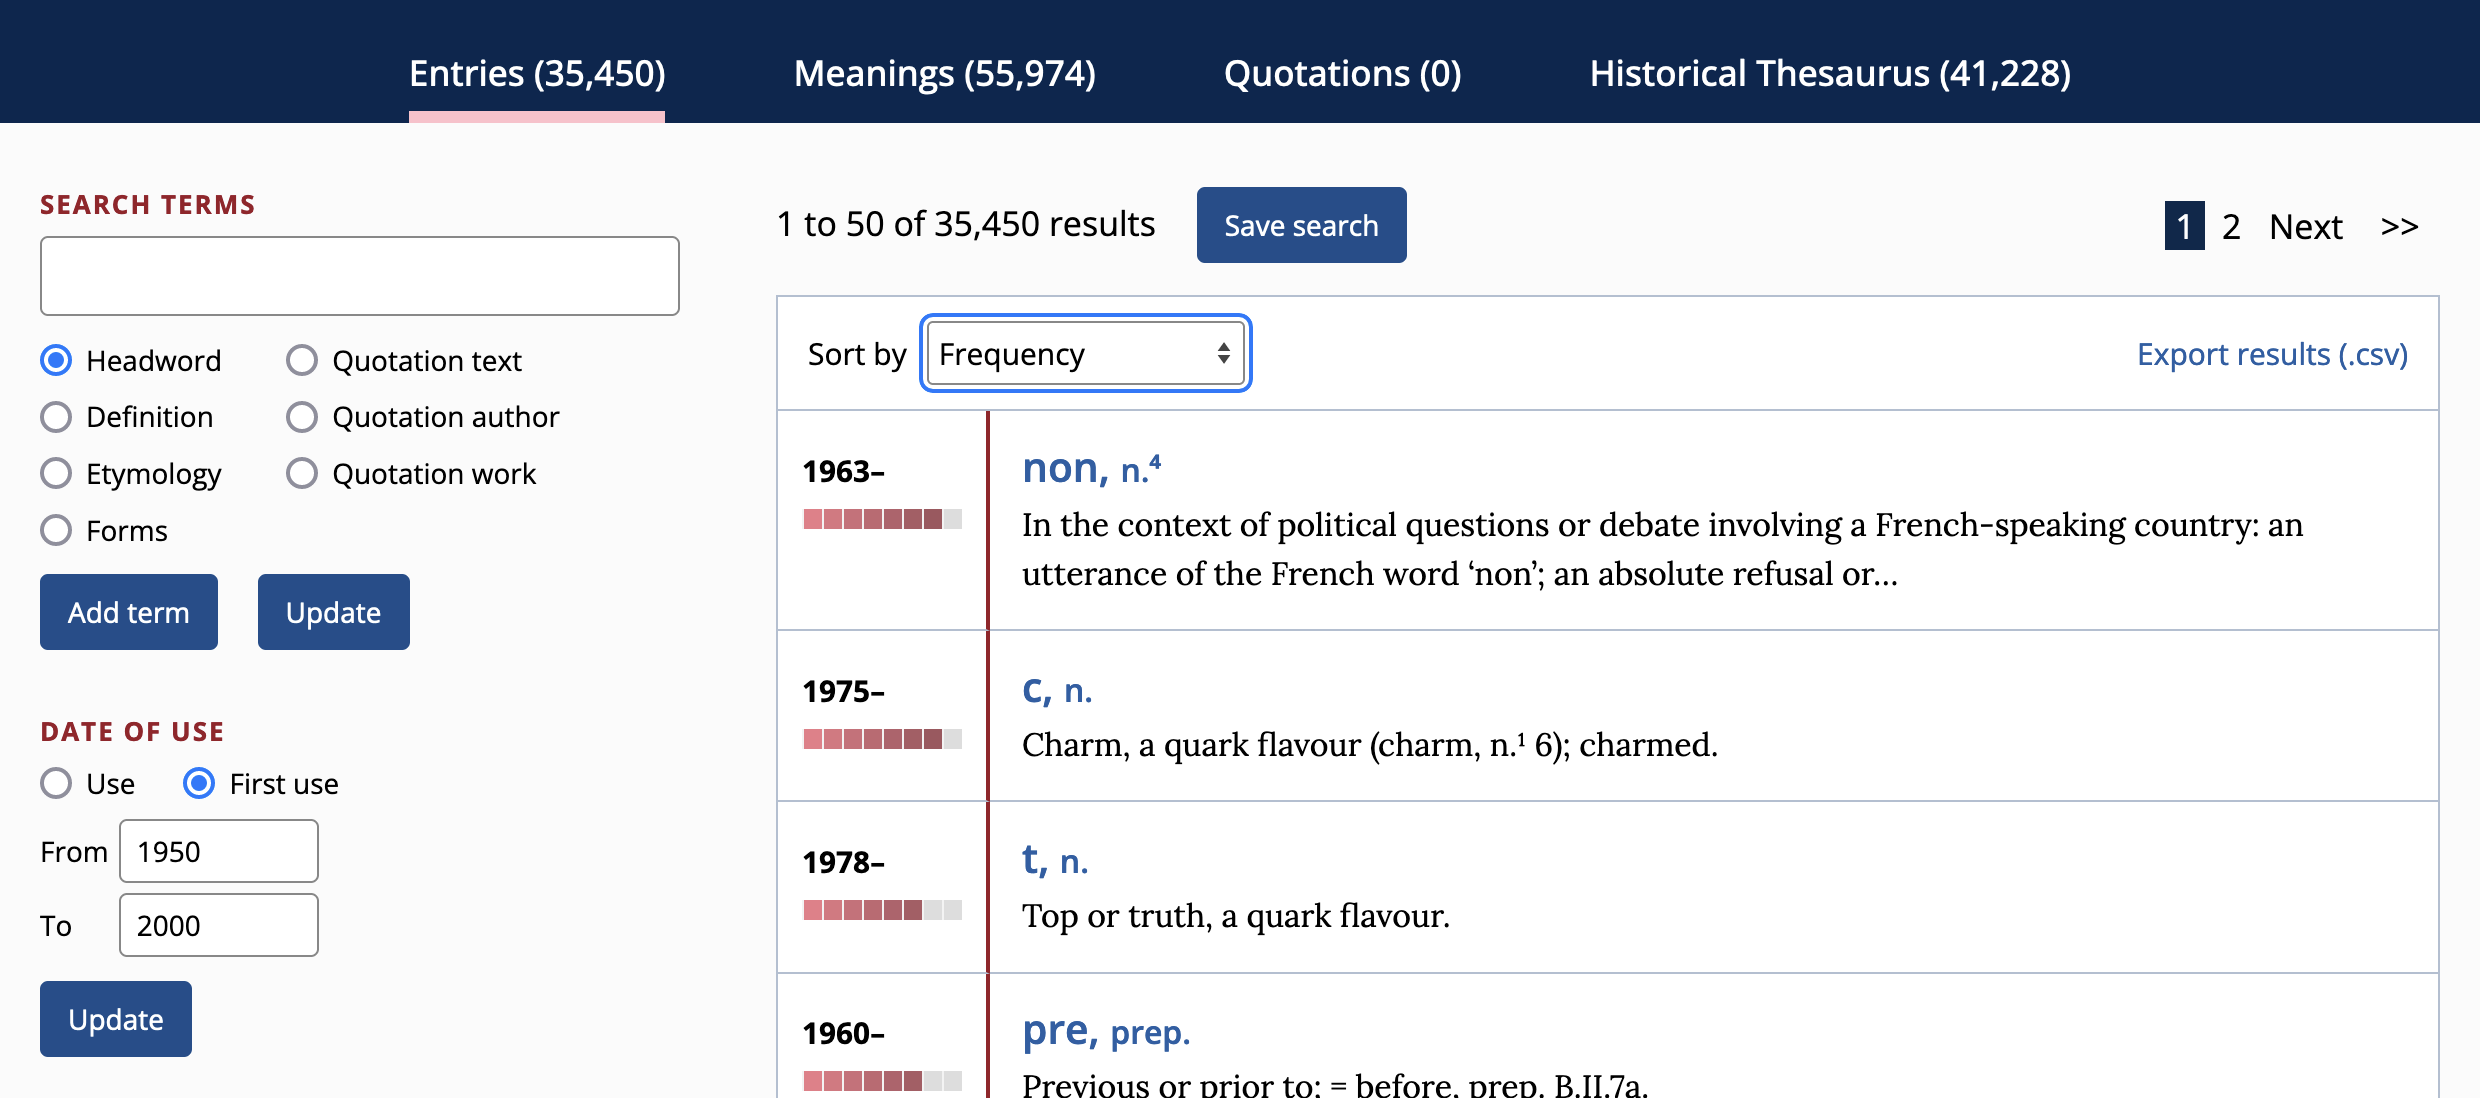 Entries (35,450)
Meanings (55,974)
Quotations (0)
Historical Thesaurus (41,228)
SEARCH TERMS
Headword
Quotation text
Definition
Quotation author
Etymology
Quotation work
Forms
Add term
Update
DATE OF USE
Use
First use
From 1950
To 2000
Update
1 to 50 of 35,450 results
Save search
1 2 Next >>
Sort by Frequency
Export results (.csv)
1963–
non, n.⁴
In the context of political questions or debate involving a French-speaking country: an
utterance of the French word ‘non’; an absolute refusal or…
1975–
c, n.
Charm, a quark flavour (charm, n.¹ 6); charmed.
1978–
t, n.
Top or truth, a quark flavour.
1960–
pre, prep.
Previous or prior to; = before, prep. B.II.7a.